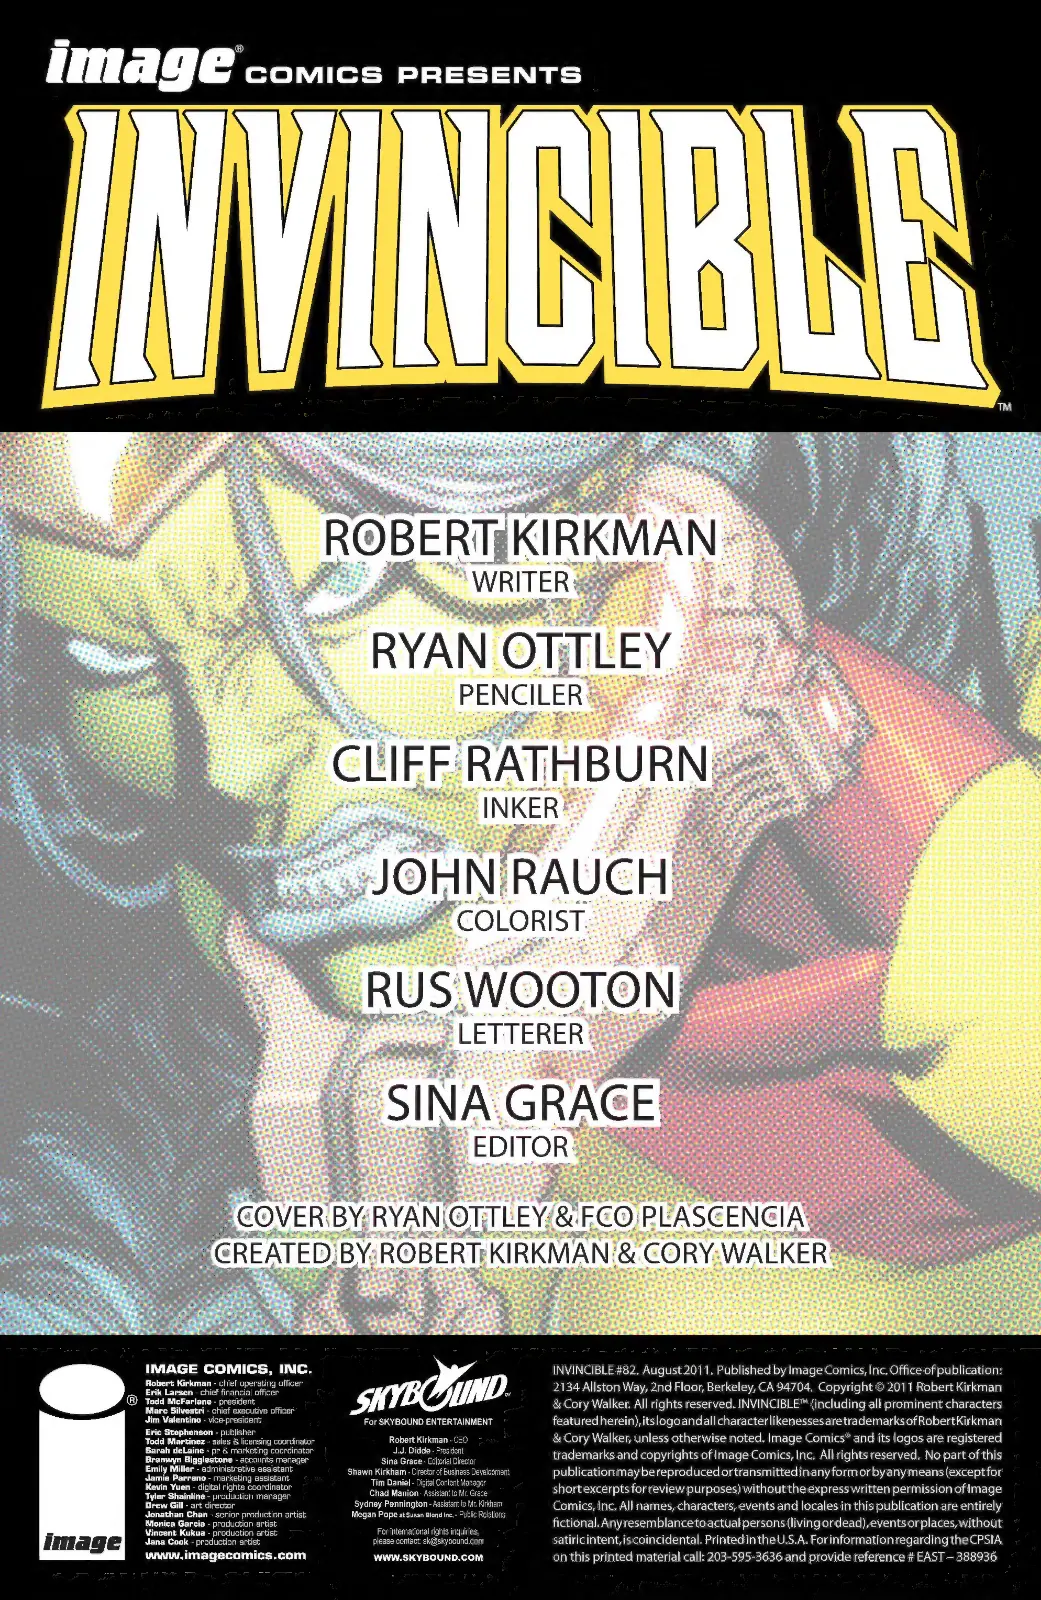 image® COMICS PRESENTS
INVINCIBLE™
ROBERT KIRKMAN
WRITER
RYAN OTTLEY
PENCILER
CLIFF RATHBURN
INKER
JOHN RAUCH
COLORIST
RUS WOOTON
LETTERER
SINA GRACE
EDITOR
COVER BY RYAN OTTLEY & FCO PLASCENCIA
CREATED BY ROBERT KIRKMAN & CORY WALKER
®
image
IMAGE COMICS, INC.
Robert Kirkman - chief operating officer
Erik Larsen - chief financial officer
Todd McFarlane - president
Marc Silvestri - chief executive officer
Jim Valentino - vice-president
Eric Stephenson - publisher
Todd Martinez - sales & licensing coordinator
Sarah deLaine - pr & marketing coordinator
Branwyn Bigglestone - accounts manager
Emily Miller - administrative assistant
Jamie Parreno - marketing assistant
Kevin Yuen - digital rights coordinator
Tyler Shainline - production manager
Drew Gill - art director
Jonathan Chan - senior production artist
Monica Garcia - production artist
Vincent Kukua - production artist
Jana Cook - production artist
www.imagecomics.com
SKYBOUND
For SKYBOUND ENTERTAINMENT
Robert Kirkman - CEO
J.J. Didde - President
Sina Grace - Editorial Director
Shawn Kirkham - Director of Business Development
Tim Daniel - Digital Content Manager
Chad Manion - Assistant to Mr. Grace
Sydney Pennington - Assistant to Mr. Kirkham
Megan Pope at Susan Blond Inc. - Public Relations
For international rights inquiries,
please contact: sk@skybound.com
WWW.SKYBOUND.COM
INVINCIBLE #82. August 2011. Published by Image Comics, Inc. Office of publication:
2134 Allston Way, 2nd Floor, Berkeley, CA 94704. Copyright © 2011 Robert Kirkman
& Cory Walker. All rights reserved. INVINCIBLE™ (including all prominent characters
featured herein), its logo and all character likenesses are trademarks of Robert Kirkman
& Cory Walker, unless otherwise noted. Image Comics® and its logos are registered
trademarks and copyrights of Image Comics, Inc. All rights reserved. No part of this
publication may be reproduced or transmitted in any form or by any means (except for
short excerpts for review purposes) without the express written permission of Image
Comics, Inc. All names, characters, events and locales in this publication are entirely
fictional. Any resemblance to actual persons (living or dead), events or places, without
satiric intent, is coincidental. Printed in the U.S.A. For information regarding the CPSIA
on this printed material call: 203-595-3636 and provide reference # EAST – 388936